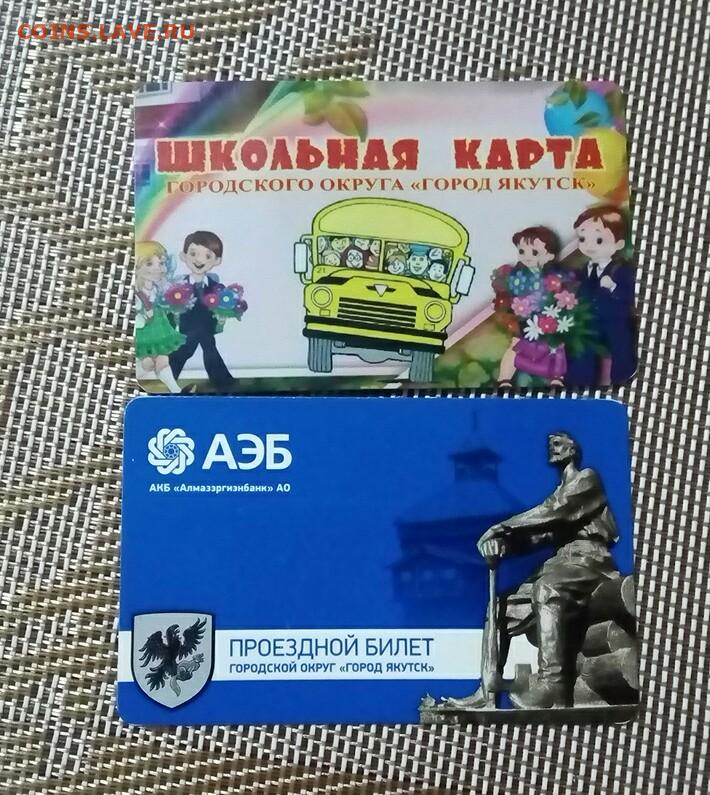 COINS.LAVE.RU
ШКОЛЬНАЯ КАРТА
ГОРОДСКОГО ОКРУГА «ГОРОД ЯКУТСК»
АЭБ
АКБ «Алмазэргиэнбанк» АО
ПРОЕЗДНОЙ БИЛЕТ
ГОРОДСКОЙ ОКРУГ «ГОРОД ЯКУТСК»